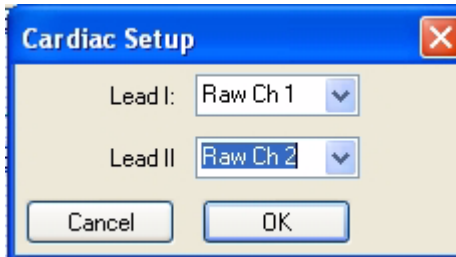 Cardiac Setup
Lead I: Raw Ch 1
Lead II Raw Ch 2
Cancel OK